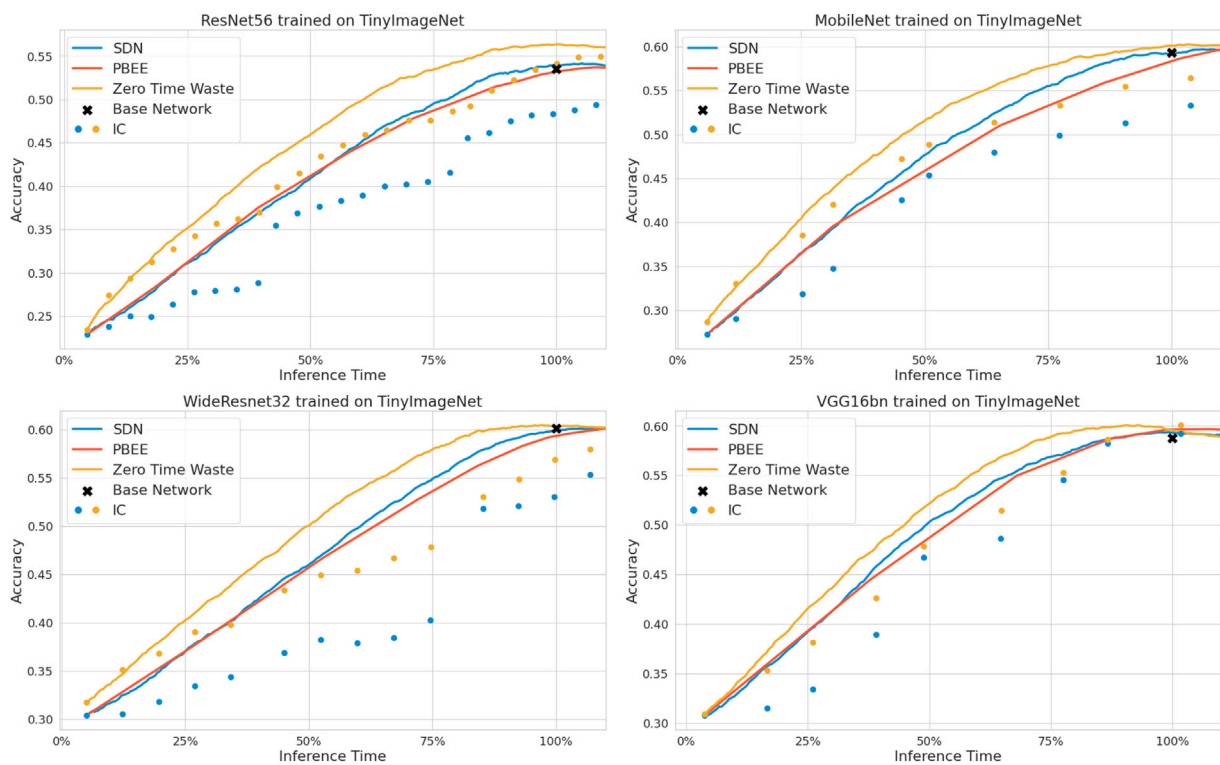 ResNet56 trained on TinyImageNet
SDN
PBEE
Zero Time Waste
Base Network
IC
Accuracy
0.55
0.50
0.45
0.40
0.35
0.30
0.25
0% 25% 50% 75% 100%
Inference Time
MobileNet trained on TinyImageNet
SDN
PBEE
Zero Time Waste
Base Network
IC
Accuracy
0.60
0.55
0.50
0.45
0.40
0.35
0.30
0% 25% 50% 75% 100%
Inference Time
WideResnet32 trained on TinyImageNet
SDN
PBEE
Zero Time Waste
Base Network
IC
Accuracy
0.60
0.55
0.50
0.45
0.40
0.35
0.30
0% 25% 50% 75% 100%
Inference Time
VGG16bn trained on TinyImageNet
SDN
PBEE
Zero Time Waste
Base Network
IC
Accuracy
0.60
0.55
0.50
0.45
0.40
0.35
0.30
0% 25% 50% 75% 100%
Inference Time